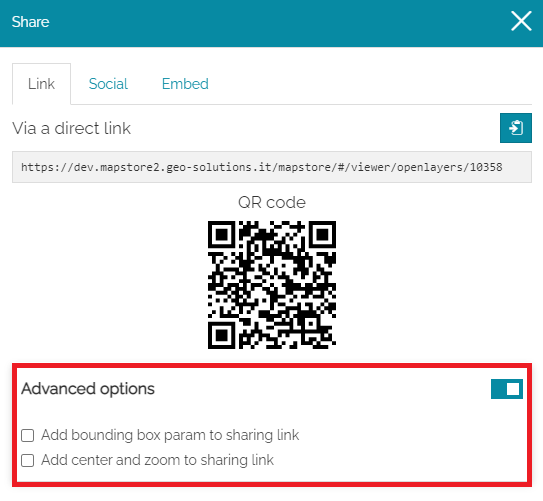 Share
Link Social Embed
Via a direct link
https://dev.mapstore2.geo-solutions.it/mapstore/#/viewer/openlayers/10358
QR code
Advanced options
Add bounding box param to sharing link
Add center and zoom to sharing link